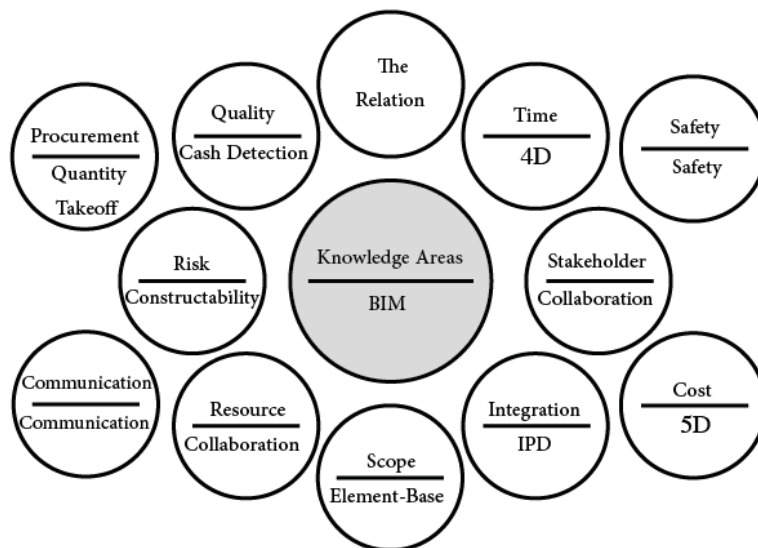 The
Relation
Quality
Cash Detection
Time
4D
Procurement
Quantity
Takeoff
Safety
Safety
Risk
Constructability
Knowledge Areas
BIM
Stakeholder
Collaboration
Communication
Communication
Resource
Collaboration
Scope
Element-Base
Integration
IPD
Cost
5D